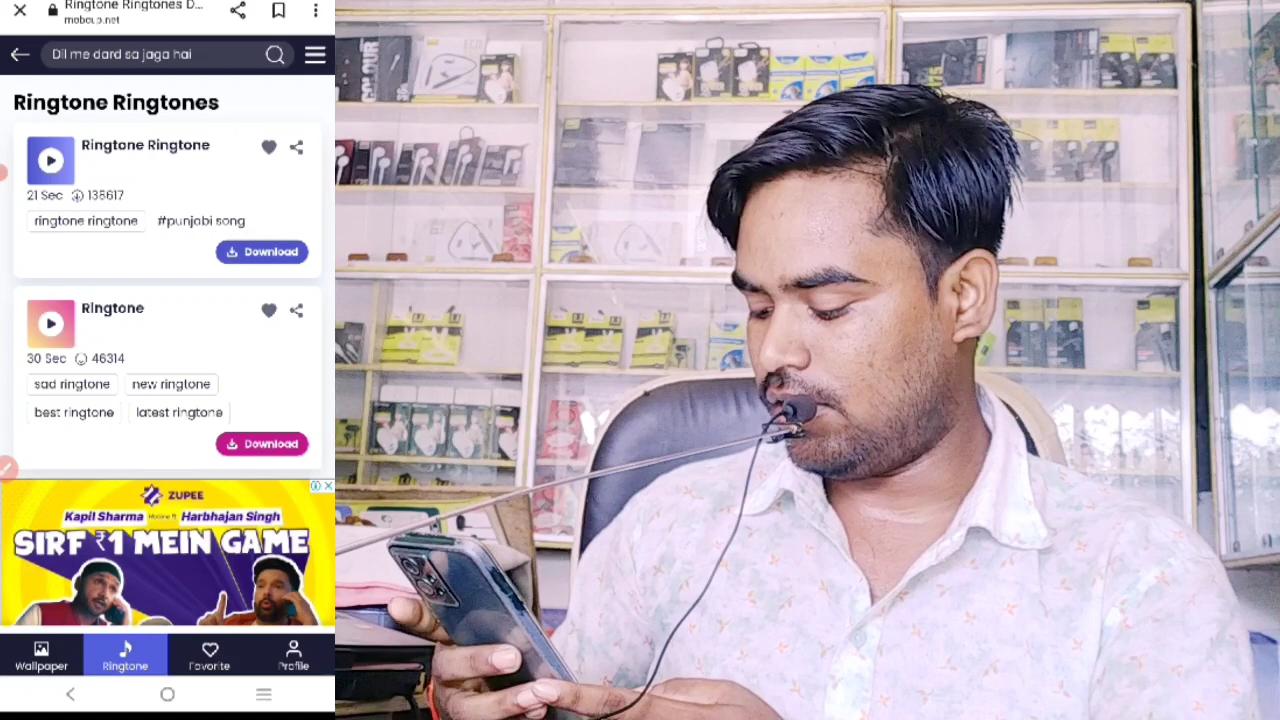 Ringtone Ringtones D...
mobcup.net
Dil me dard sa jaga hai
Ringtone Ringtones
Ringtone Ringtone
21 Sec 138617
ringtone ringtone #punjabi song
Download
Ringtone
30 Sec 46314
sad ringtone new ringtone
best ringtone latest ringtone
Download
ZUPEE
Kapil Sharma Harbhajan Singh
SIRF ₹1 MEIN GAME
Wallpaper Ringtone Favorite Profile